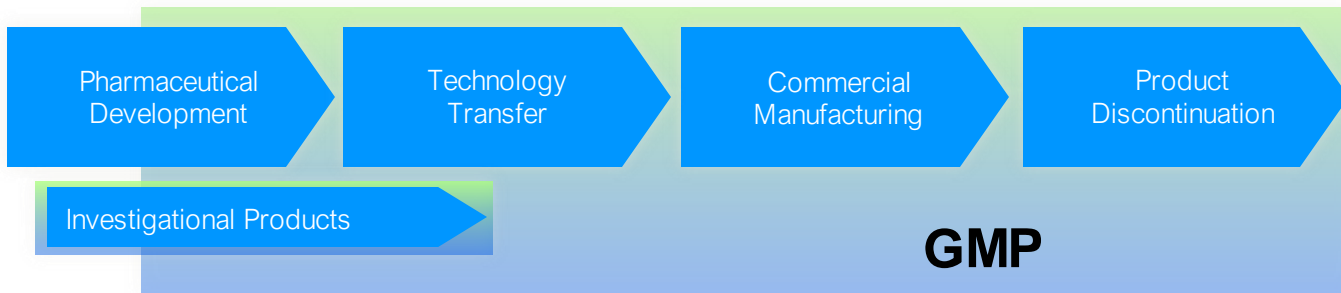 Pharmaceutical
Development
Technology
Transfer
Commercial
Manufacturing
Product
Discontinuation
Investigational Products
GMP